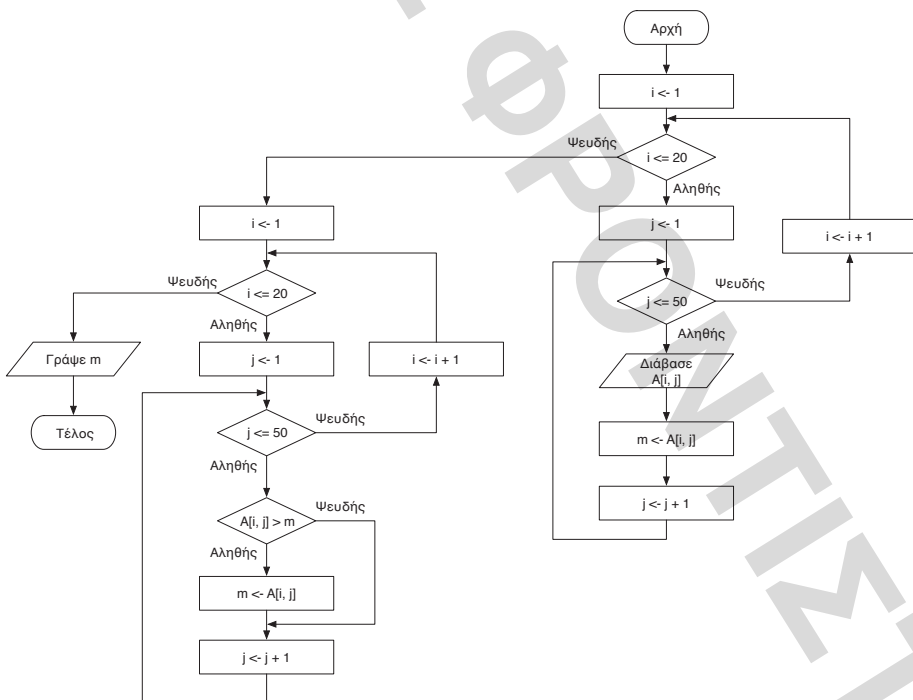 Αρχή
i <- 1
i <= 20
Ψευδής
Αληθής
j <- 1
i <- i + 1
j <= 50
Ψευδής
Αληθής
Διάβασε
A[i, j]
m <- A[i, j]
j <- j + 1
i <- 1
i <= 20
Ψευδής
Αληθής
Γράψε m
Τέλος
j <- 1
i <- i + 1
j <= 50
Ψευδής
Αληθής
A[i, j] > m
Ψευδής
Αληθής
m <- A[i, j]
j <- j + 1
ΦΡΟΝΤΙΣΤ